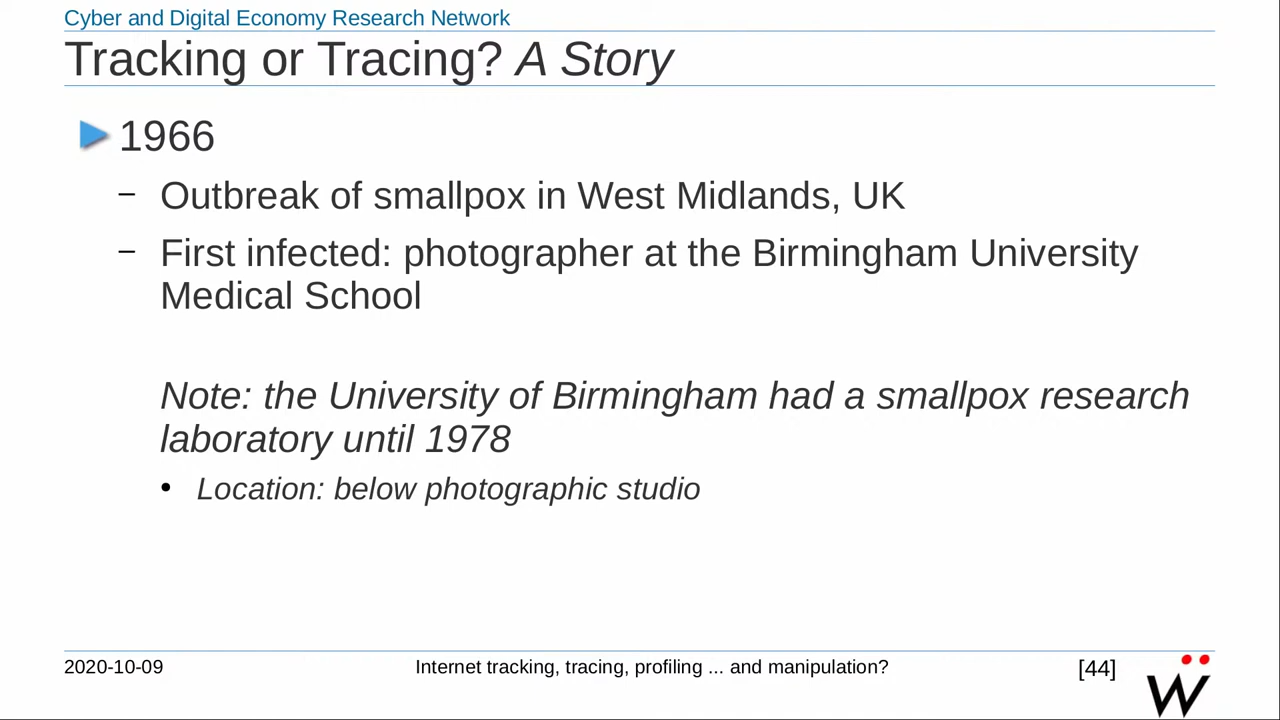 Cyber and Digital Economy Research Network
Tracking or Tracing? A Story
1966
– Outbreak of smallpox in West Midlands, UK
– First infected: photographer at the Birmingham University
Medical School
Note: the University of Birmingham had a smallpox research
laboratory until 1978
• Location: below photographic studio
2020-10-09
Internet tracking, tracing, profiling ... and manipulation?
[44]
W